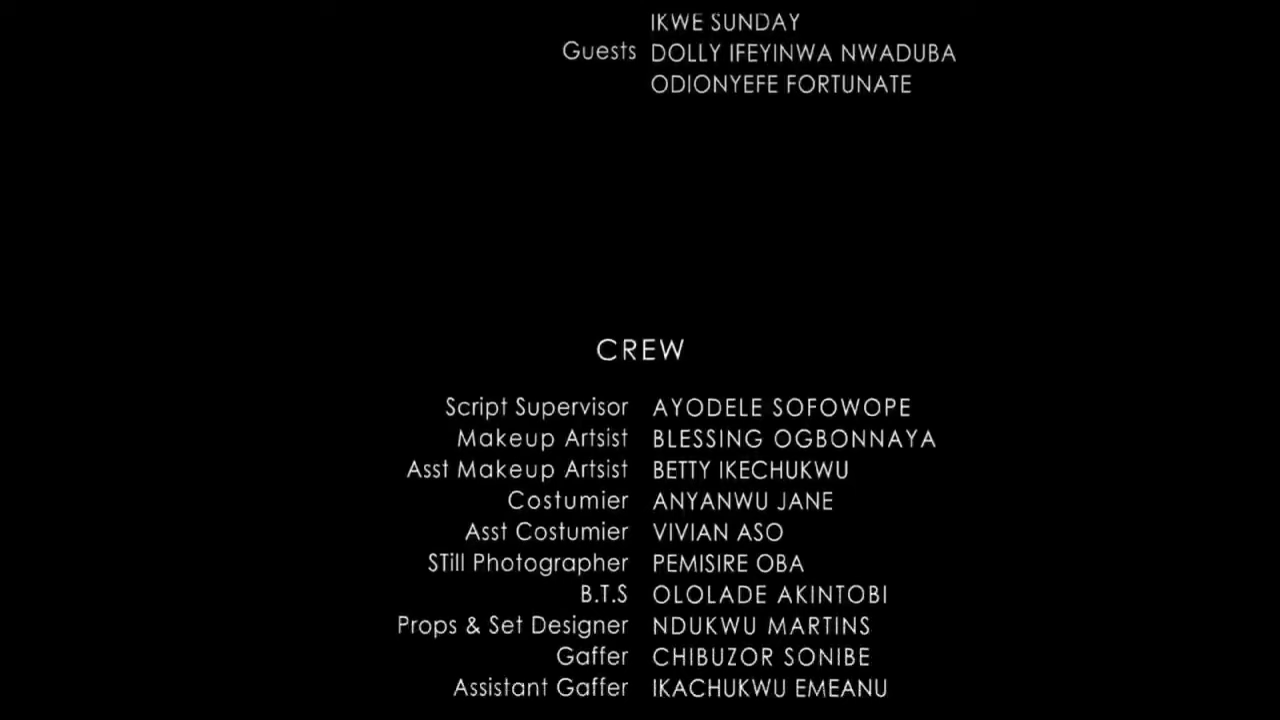 IKWE SUNDAY
Guests DOLLY IFEYINWA NWADUBA
ODIONYEFE FORTUNATE
CREW
Script Supervisor AYODELE SOFOWOPE
Makeup Artsist BLESSING OGBONNAYA
Asst Makeup Artsist BETTY IKECHUKWU
Costumier ANYANWU JANE
Asst Costumier VIVIAN ASO
STill Photographer PEMISIRE OBA
B.T.S OLOLADE AKINTOBI
Props & Set Designer NDUKWU MARTINS
Gaffer CHIBUZOR SONIBE
Assistant Gaffer IKACHUKWU EMEANU